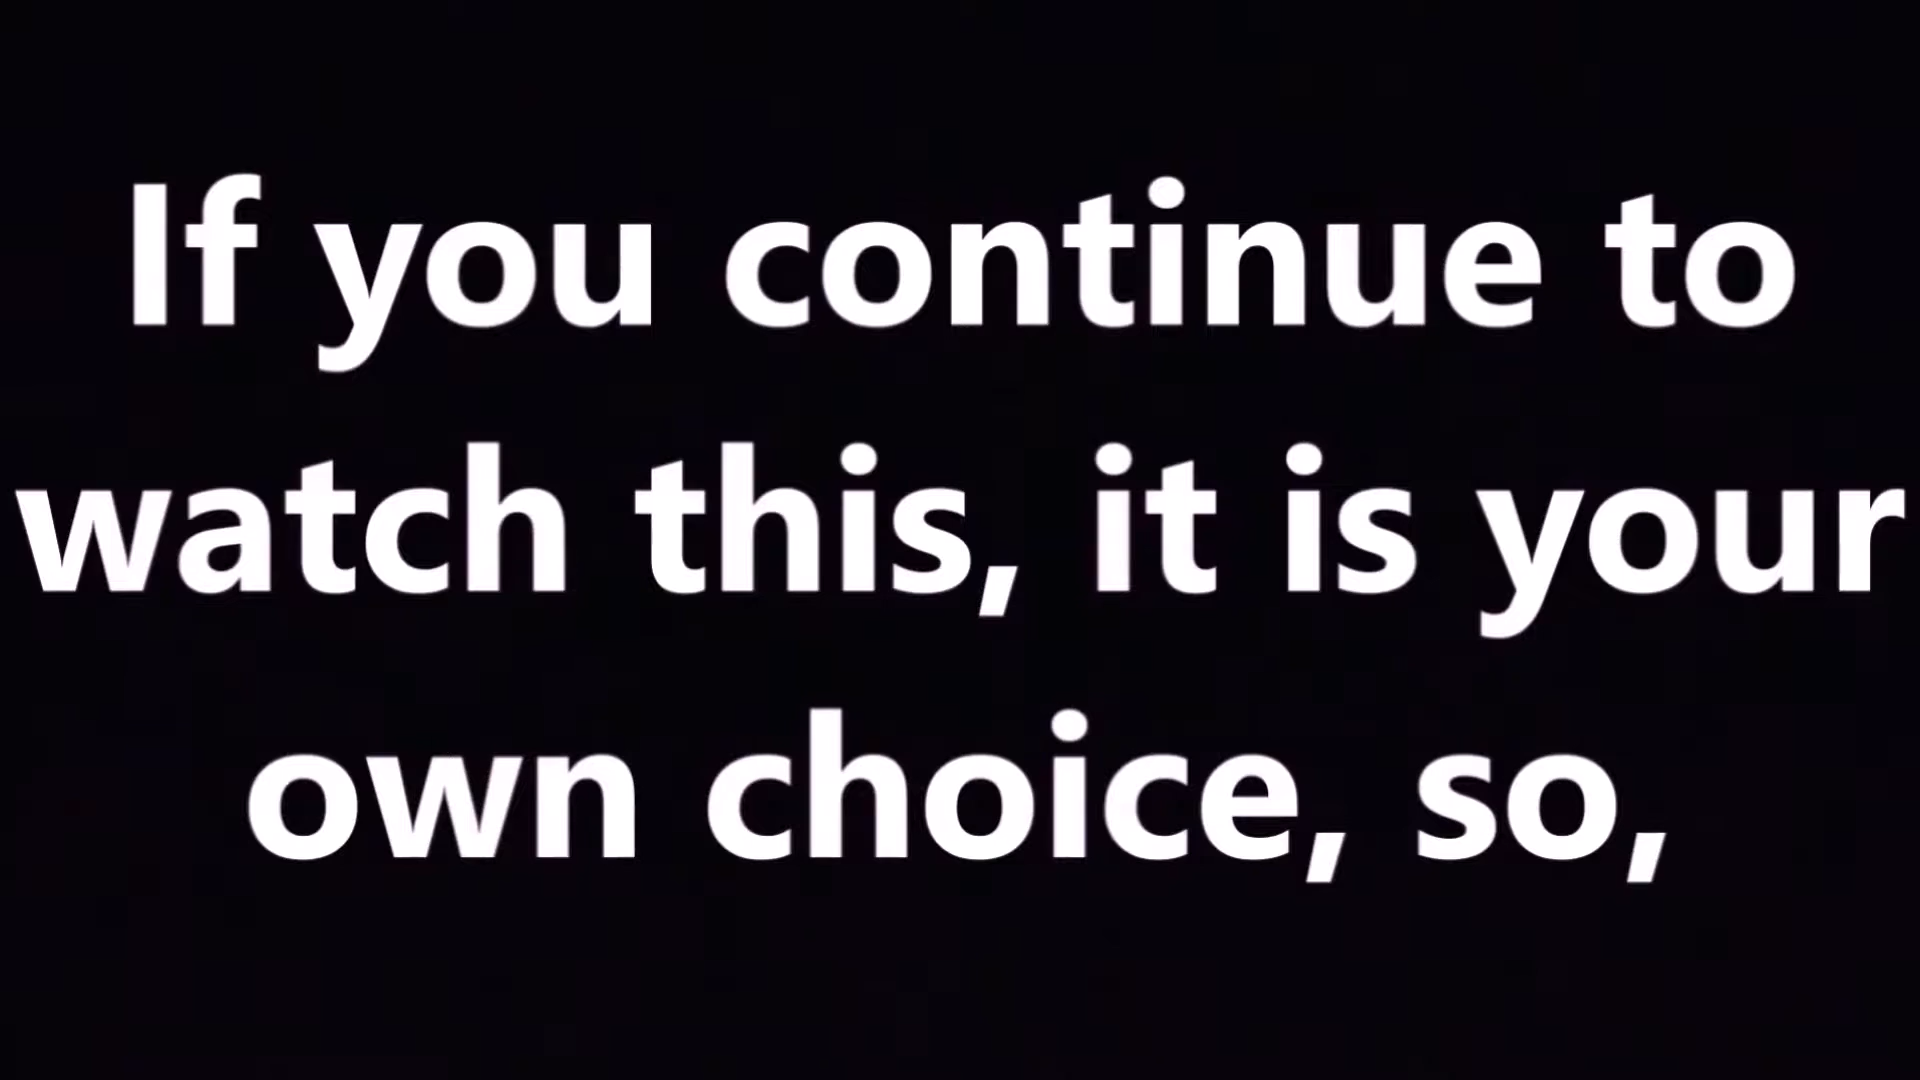 If you continue to
watch this, it is your
own choice, so,